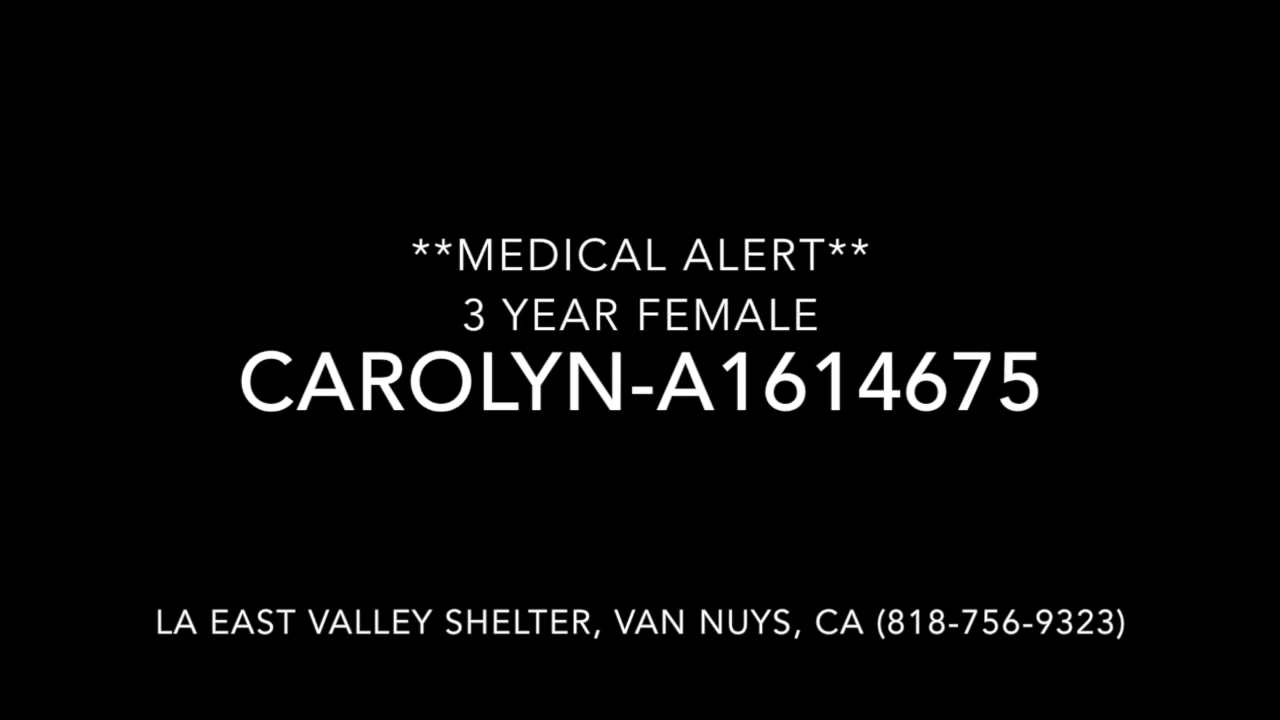 **MEDICAL ALERT**
3 YEAR FEMALE
CAROLYN-A1614675
LA EAST VALLEY SHELTER, VAN NUYS, CA (818-756-9323)